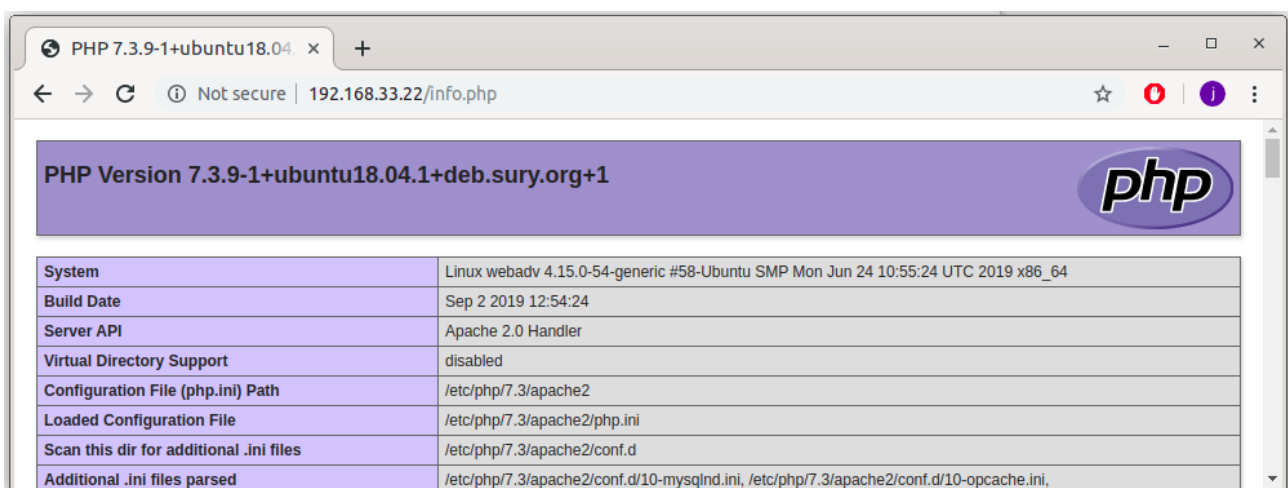 PHP 7.3.9-1+ubuntu18.04.
Not secure | 192.168.33.22/info.php
j
PHP Version 7.3.9-1+ubuntu18.04.1+deb.sury.org+1
php
System Linux webadv 4.15.0-54-generic #58-Ubuntu SMP Mon Jun 24 10:55:24 UTC 2019 x86_64
Build Date Sep 2 2019 12:54:24
Server API Apache 2.0 Handler
Virtual Directory Support disabled
Configuration File (php.ini) Path /etc/php/7.3/apache2
Loaded Configuration File /etc/php/7.3/apache2/php.ini
Scan this dir for additional .ini files /etc/php/7.3/apache2/conf.d
Additional .ini files parsed /etc/php/7.3/apache2/conf.d/10-mysqlnd.ini, /etc/php/7.3/apache2/conf.d/10-opcache.ini,